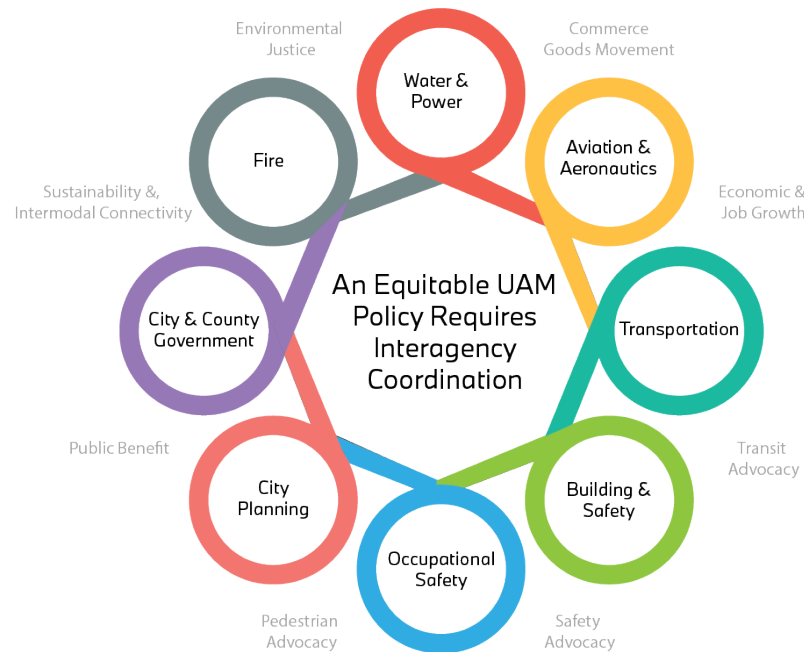 Environmental
Justice
Commerce
Goods Movement
Water &
Power
Fire
Aviation &
Aeronautics
Sustainability &,
Intermodal Connectivity
Economic &
Job Growth
An Equitable UAM
Policy Requires
Interagency
Coordination
City & County
Government
Transportation
Public Benefit
Transit
Advocacy
City
Planning
Building &
Safety
Occupational
Safety
Pedestrian
Advocacy
Safety
Advocacy